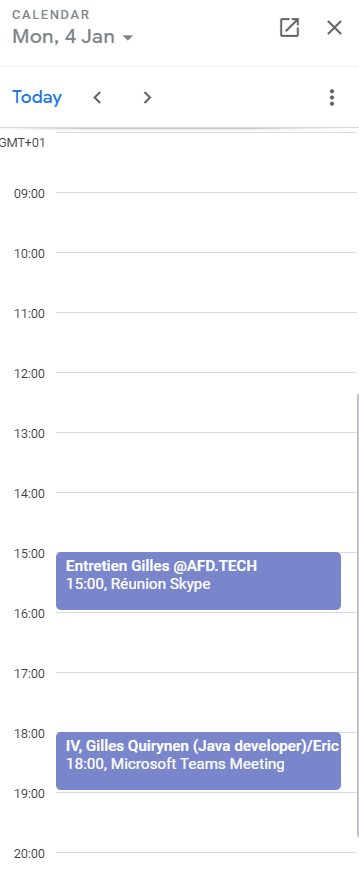 CALENDAR
Mon, 4 Jan
Today
GMT+01
09:00
10:00
11:00
12:00
13:00
14:00
15:00
Entretien Gilles @AFD.TECH
15:00, Réunion Skype
16:00
17:00
18:00
IV, Gilles Quirynen (Java developer)/Eric
18:00, Microsoft Teams Meeting
19:00
20:00